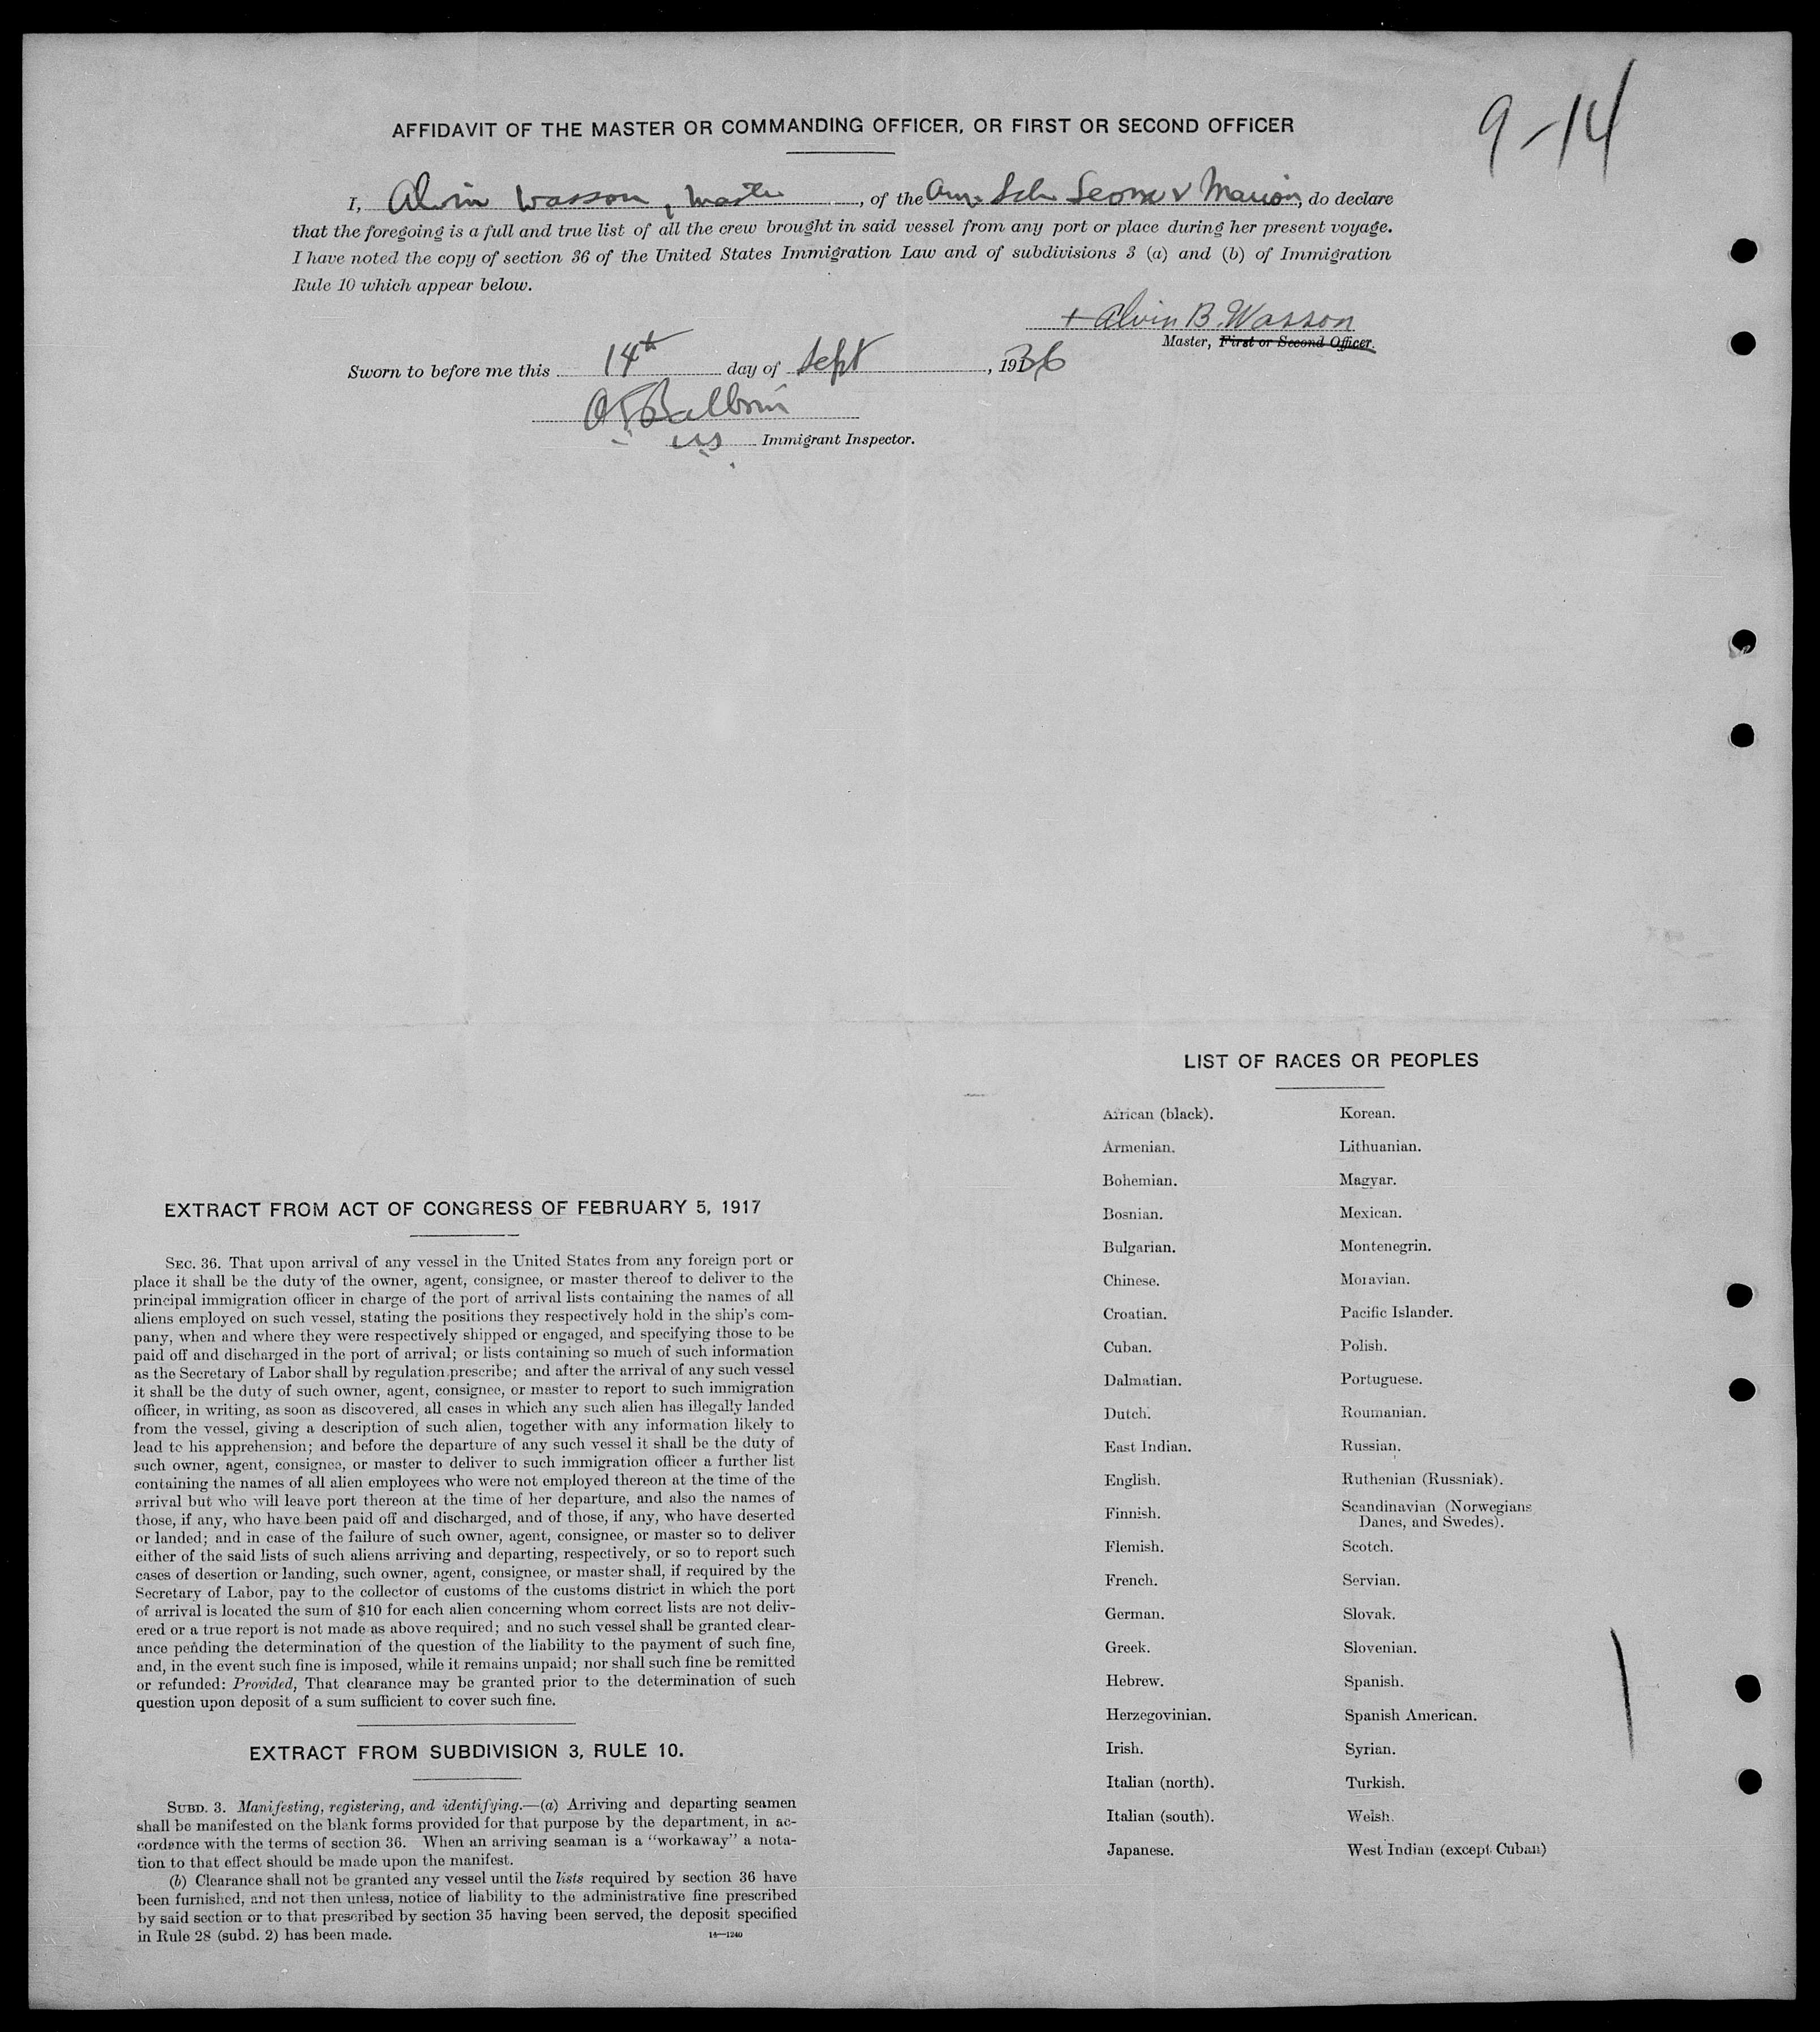 9-14
AFFIDAVIT OF THE MASTER OR COMMANDING OFFICER, OR FIRST OR SECOND OFFICER
I, Alvin Wasson, Master, of the Am. Sch Leona & Marion, do declare
that the foregoing is a full and true list of all the crew brought in said vessel from any port or place during her present voyage.
I have noted the copy of section 36 of the United States Immigration Law and of subdivisions 3 (a) and (b) of Immigration
Rule 10 which appear below.
+ Alvin B. Wasson
Master, First or Second Officer.
Sworn to before me this 14th day of Sept, 1936
Immigrant Inspector.
LIST OF RACES OR PEOPLES
African (black). Korean.
Armenian. Lithuanian.
Bohemian. Magyar.
Bosnian. Mexican.
Bulgarian. Montenegrin.
Chinese. Moravian.
Croatian. Pacific Islander.
Cuban. Polish.
Dalmatian. Portuguese.
Dutch. Roumanian.
East Indian. Russian.
English. Ruthenian (Russniak).
Finnish. Scandinavian (Norwegians
Danes, and Swedes).
Flemish. Scotch.
French. Servian.
German. Slovak.
Greek. Slovenian.
Hebrew. Spanish.
Herzegovinian. Spanish American.
Irish. Syrian.
Italian (north). Turkish.
Italian (south). Welsh.
Japanese. West Indian (except Cuban)
EXTRACT FROM ACT OF CONGRESS OF FEBRUARY 5, 1917
SEC. 36. That upon arrival of any vessel in the United States from any foreign port or
place it shall be the duty of the owner, agent, consignee, or master thereof to deliver to the
principal immigration officer in charge of the port of arrival lists containing the names of all
aliens employed on such vessel, stating the positions they respectively hold in the ship's com-
pany, when and where they were respectively shipped or engaged, and specifying those to be
paid off and discharged in the port of arrival; or lists containing so much of such information
as the Secretary of Labor shall by regulation prescribe; and after the arrival of any such vessel
it shall be the duty of such owner, agent, consignee, or master to report to such immigration
officer, in writing, as soon as discovered, all cases in which any such alien has illegally landed
from the vessel, giving a description of such alien, together with any information likely to
lead to his apprehension; and before the departure of any such vessel it shall be the duty of
such owner, agent, consignee, or master to deliver to such immigration officer a further list
containing the names of all alien employees who were not employed thereon at the time of the
arrival but who will leave port thereon at the time of her departure, and also the names of
those, if any, who have been paid off and discharged, and of those, if any, who have deserted
or landed; and in case of the failure of such owner, agent, consignee, or master so to deliver
either of the said lists of such aliens arriving and departing, respectively, or so to report such
cases of desertion or landing, such owner, agent, consignee, or master shall, if required by the
Secretary of Labor, pay to the collector of customs of the customs district in which the port
of arrival is located the sum of $10 for each alien concerning whom correct lists are not deliv-
ered or a true report is not made as above required; and no such vessel shall be granted clear-
ance pending the determination of the question of the liability to the payment of such fine,
and, in the event such fine is imposed, while it remains unpaid; nor shall such fine be remitted
or refunded: Provided, That clearance may be granted prior to the determination of such
question upon deposit of a sum sufficient to cover such fine.
EXTRACT FROM SUBDIVISION 3, RULE 10.
SUBD. 3. Manifesting, registering, and identifying.—(a) Arriving and departing seamen
shall be manifested on the blank forms provided for that purpose by the department, in ac-
cordance with the terms of section 36. When an arriving seaman is a "workaway" a nota-
tion to that effect should be made upon the manifest.
(b) Clearance shall not be granted any vessel until the lists required by section 36 have
been furnished, and not then unless, notice of liability to the administrative fine prescribed
by said section or to that prescribed by section 35 having been served, the deposit specified
in Rule 28 (subd. 2) has been made.
14—1240